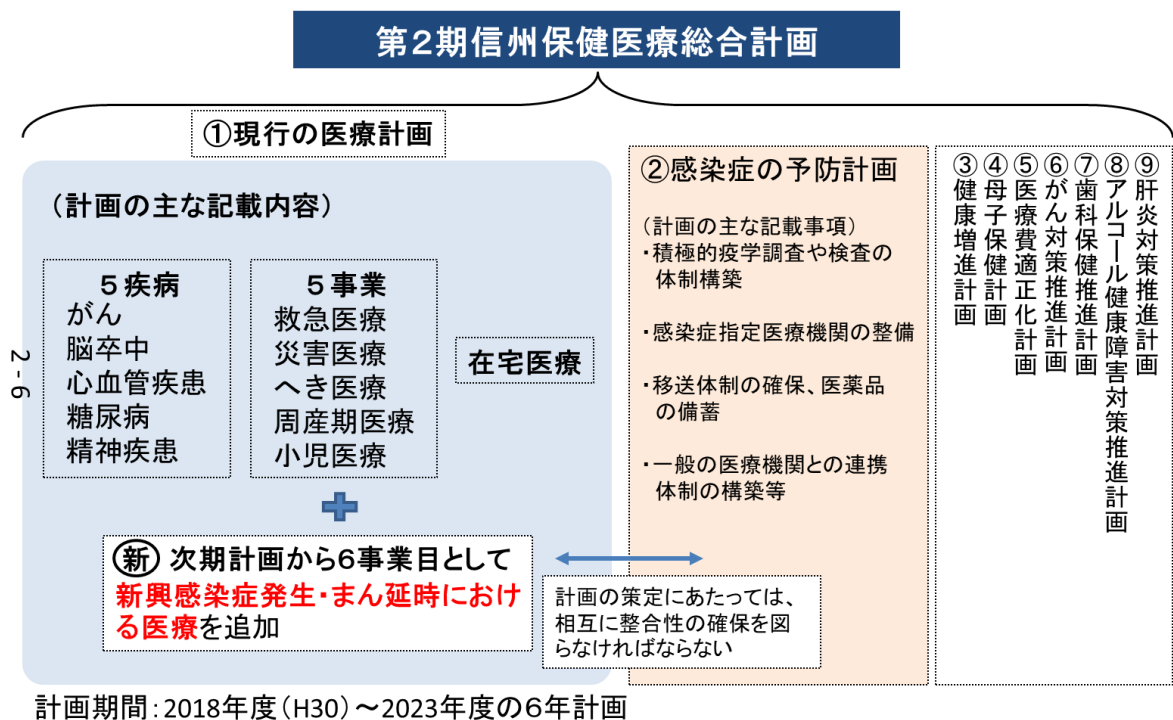 第2期信州保健医療総合計画
①現行の医療計画
(計画の主な記載内容)
5疾病
がん
脳卒中
心血管疾患
糖尿病
精神疾患
5事業
救急医療
災害医療
へき医療
周産期医療
小児医療
在宅医療
新 次期計画から6事業目として
新興感染症発生・まん延時におけ
る医療を追加
②感染症の予防計画
(計画の主な記載事項)
・積極的疫学調査や検査の
体制構築
・感染症指定医療機関の整備
・移送体制の確保、医薬品
の備蓄
・一般の医療機関との連携
体制の構築等
計画の策定にあたっては、
相互に整合性の確保を図
らなければならない
③健康増進計画
④母子保健計画
⑤医療費適正化計画
⑥がん対策推進計画
⑦歯科保健推進計画
⑧アルコール健康障害対策推進計画
⑨肝炎対策推進計画
計画期間:2018年度(H30)～2023年度の6年計画
2-6